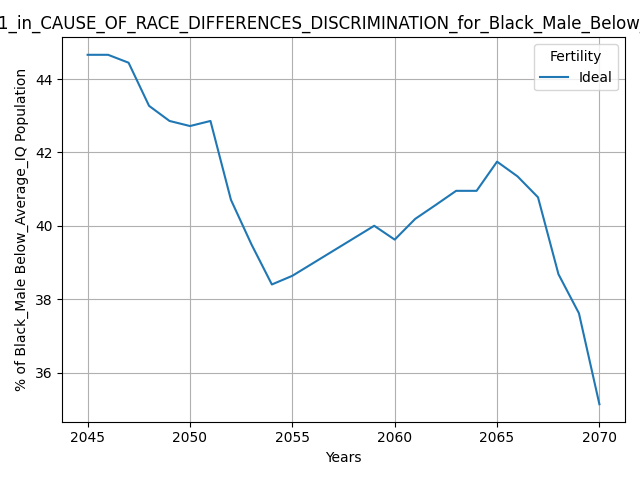 1_in_CAUSE_OF_RACE_DIFFERENCES_DISCRIMINATION_for_Black_Male_Below_
Fertility
Ideal
% of Black_Male Below_Average_IQ Population
44
42
40
38
36
2045 2050 2055 2060 2065 2070
Years